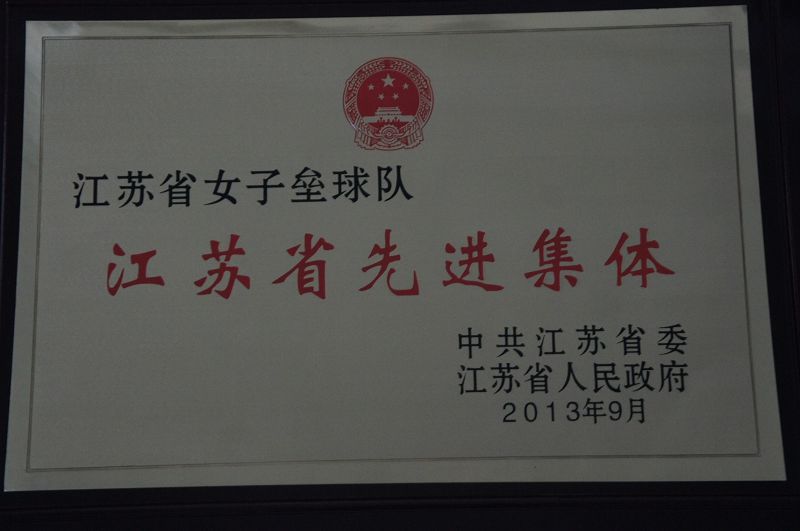 江苏省女子垒球队
江苏省先进集体
中共江苏省委
江苏省人民政府
2013年9月